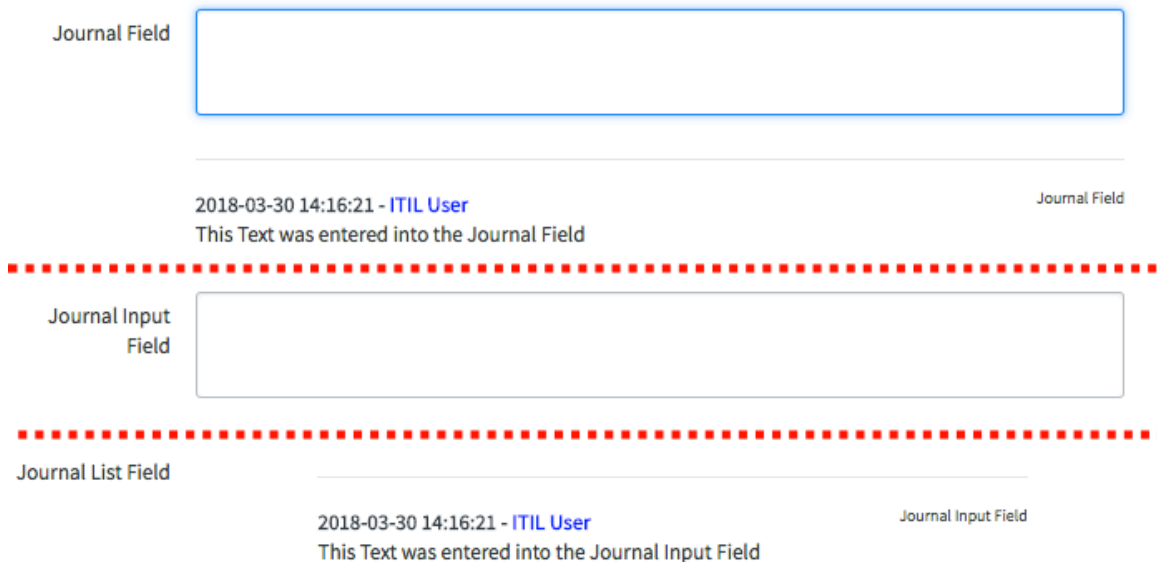 Journal Field
2018-03-30 14:16:21 - ITIL User
Journal Field
This Text was entered into the Journal Field
Journal Input
Field
Journal List Field
2018-03-30 14:16:21 - ITIL User
Journal Input Field
This Text was entered into the Journal Input Field